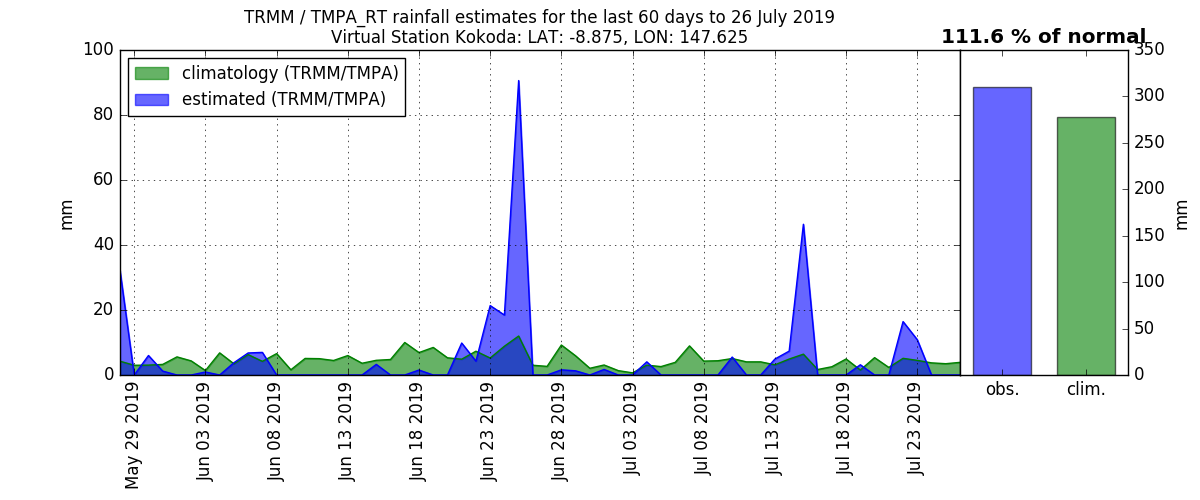 TRMM / TMPA_RT rainfall estimates for the last 60 days to 26 July 2019
Virtual Station Kokoda: LAT: -8.875, LON: 147.625
111.6 % of normal
climatology (TRMM/TMPA)
estimated (TRMM/TMPA)
mm
100
80
60
40
20
0
May 29 2019
Jun 03 2019
Jun 08 2019
Jun 13 2019
Jun 18 2019
Jun 23 2019
Jun 28 2019
Jul 03 2019
Jul 08 2019
Jul 13 2019
Jul 18 2019
Jul 23 2019
obs.
clim.
350
300
250
200
150
100
50
0
mm